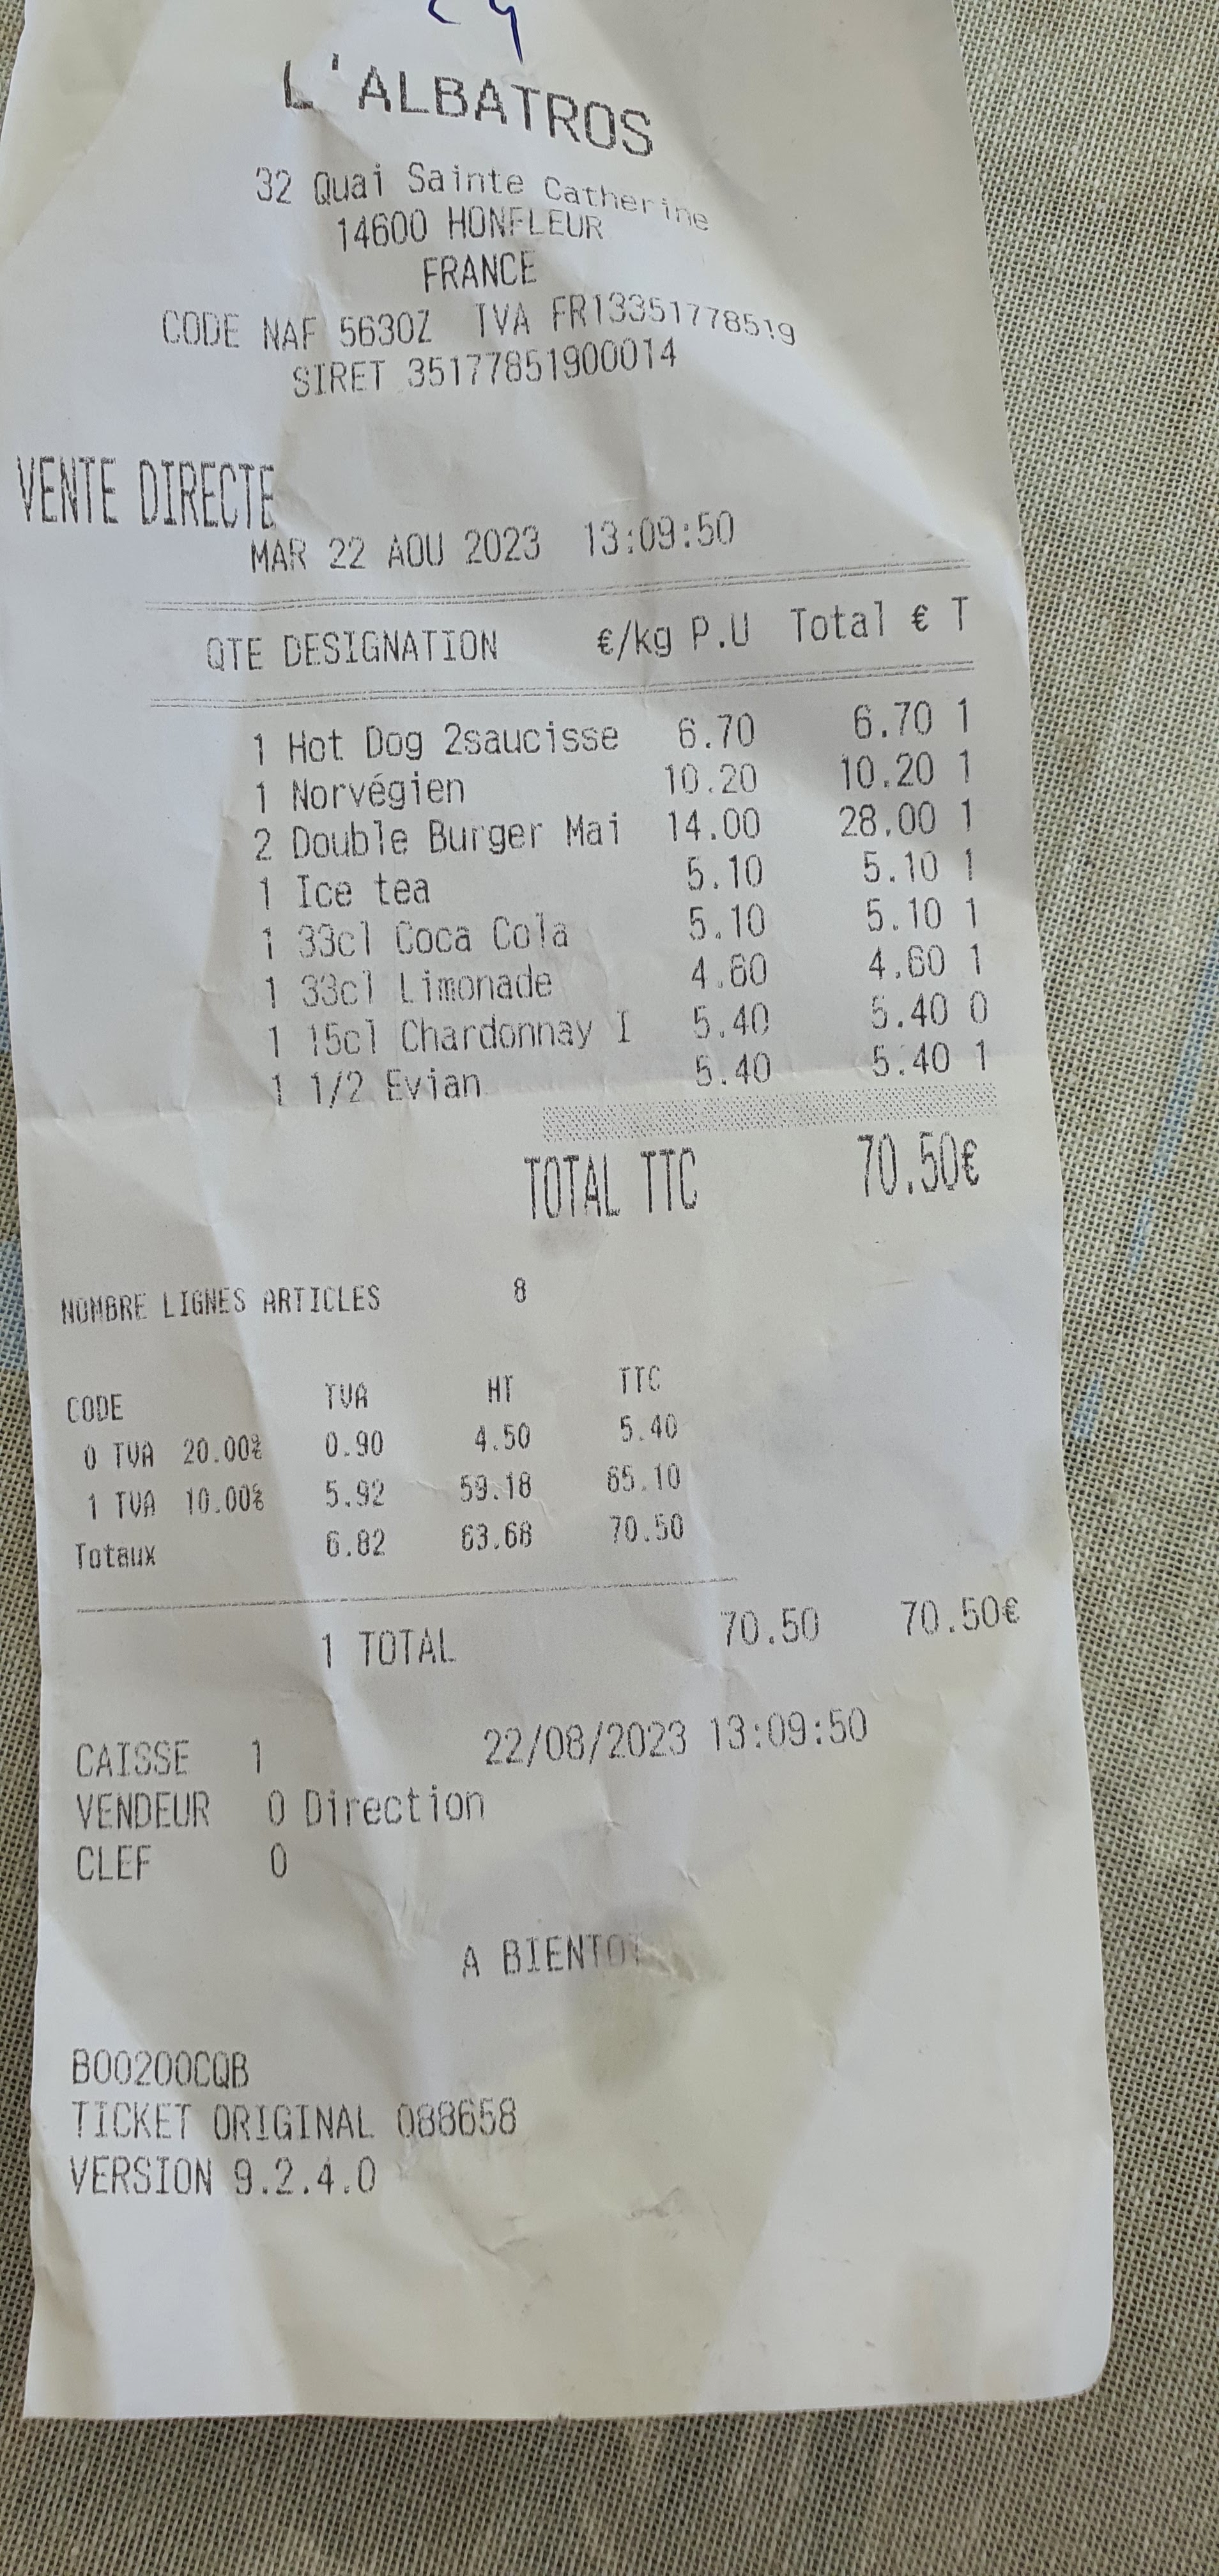 L'ALBATROS
32 Quai Sainte Catherine
14600 HONFLEUR
FRANCE
CODE NAF 5630Z TVA FR13351778519
SIRET 35177851900014
VENTE DIRECTE
MAR 22 AOU 2023 13:09:50
QTE DESIGNATION €/kg P.U Total € T
1 Hot Dog 2saucisse 6.70 6.70 1
1 Norvégien 10.20 10.20 1
2 Double Burger Mai 14.00 28.00 1
1 Ice tea 5.10 5.10 1
1 33cl Coca Cola 5.10 5.10 1
1 33cl Limonade 4.60 4.60 1
1 15cl Chardonnay I 5.40 5.40 0
1 1/2 Evian 5.40 5.40 1
TOTAL TTC 70.50€
NOMBRE LIGNES ARTICLES 8
CODE TVA HT TTC
0 TVA 20.00% 0.90 4.50 5.40
1 TVA 10.00% 5.92 59.18 65.10
Totaux 6.82 63.68 70.50
1 TOTAL 70.50 70.50€
CAISSE 1 22/08/2023 13:09:50
VENDEUR 0 Direction
CLEF 0
A BIENTOT
B00200CQB
TICKET ORIGINAL 088658
VERSION 9.2.4.0